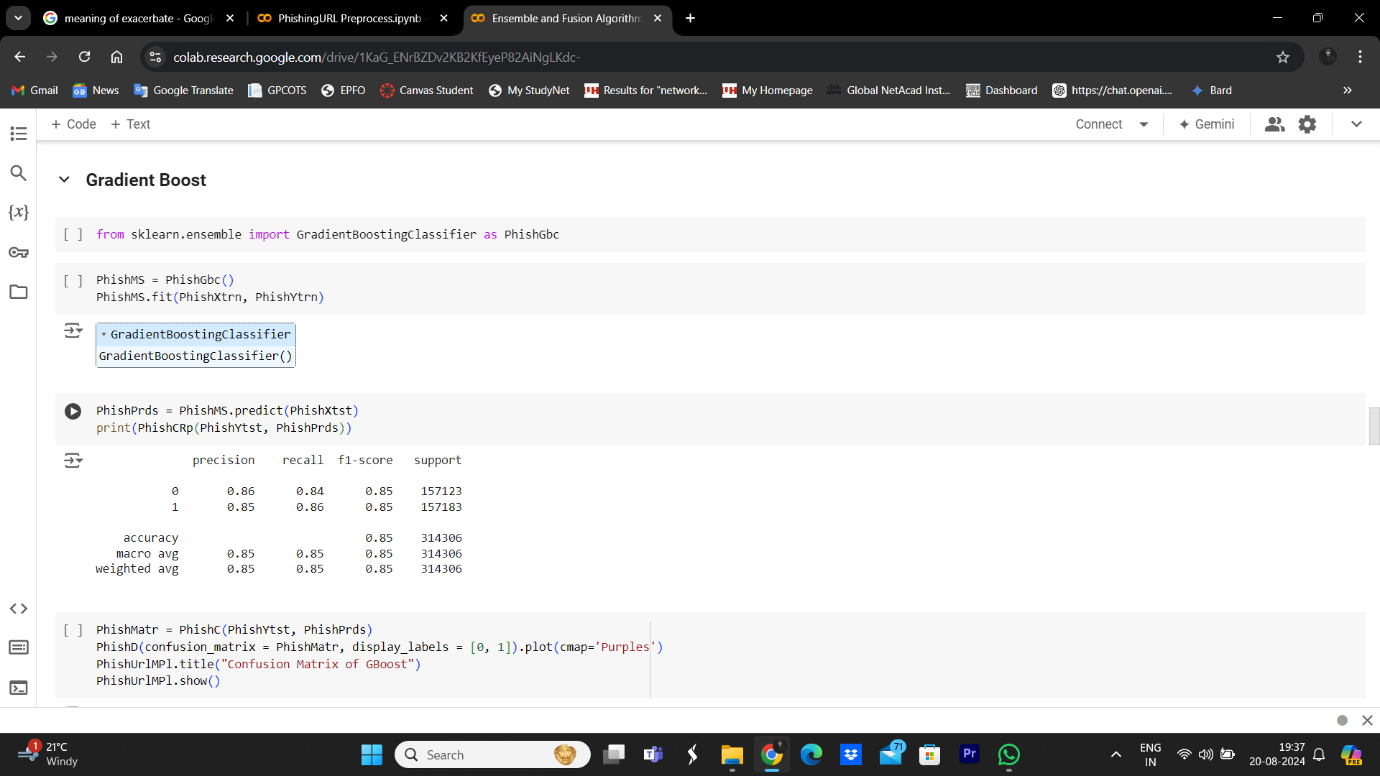 meaning of exacerbate - Googl
PhishingURL Preprocess.ipynb
Ensemble and Fusion Algorithm
colab.research.google.com/drive/1KaG_ENrBZDv2KB2KfEyeP82AiNgLKdc-
Gmail News Google Translate GPCOTS EPFO Canvas Student My StudyNet Results for "network... My Homepage Global NetAcad Inst... Dashboard https://chat.openai.... Bard »
+ Code + Text Connect Gemini
Gradient Boost
[ ] from sklearn.ensemble import GradientBoostingClassifier as PhishGbc
[ ] PhishMS = PhishGbc()
PhishMS.fit(PhishXtrn, PhishYtrn)
GradientBoostingClassifier
GradientBoostingClassifier()
PhishPrds = PhishMS.predict(PhishXtst)
print(PhishCRp(PhishYtst, PhishPrds))
precision recall f1-score support
0 0.86 0.84 0.85 157123
1 0.85 0.86 0.85 157183
accuracy 0.85 314306
macro avg 0.85 0.85 0.85 314306
weighted avg 0.85 0.85 0.85 314306
[ ] PhishMatr = PhishC(PhishYtst, PhishPrds)
PhishD(confusion_matrix = PhishMatr, display_labels = [0, 1]).plot(cmap='Purples')
PhishUrlMPl.title("Confusion Matrix of GBoost")
PhishUrlMPl.show()
1 21°C
Windy
Search
71
Pr
ENG
IN
19:37
20-08-2024
PRE